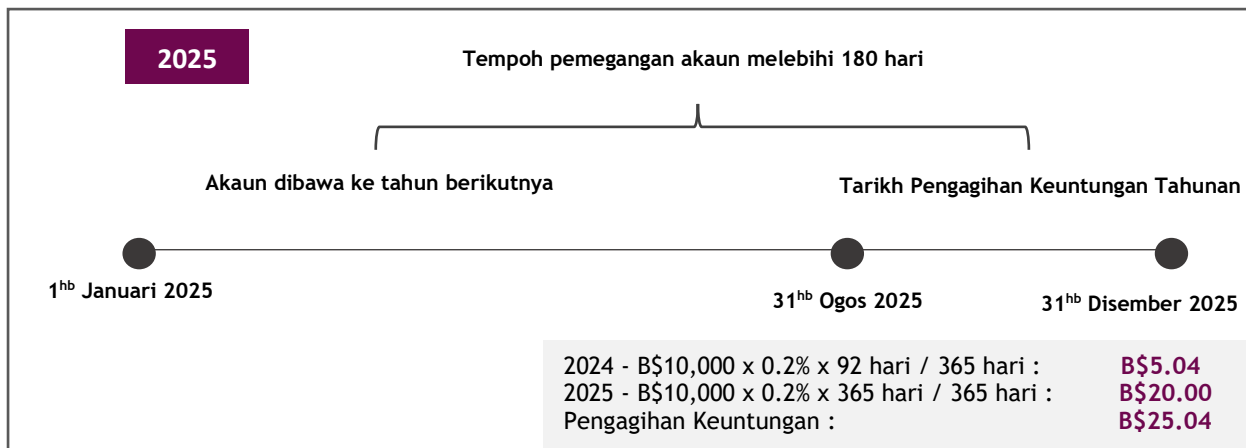 2025
Tempoh pemegangan akaun melebihi 180 hari
Akaun dibawa ke tahun berikutnya
Tarikh Pengagihan Keuntungan Tahunan
1hb Januari 2025
31hb Ogos 2025
31hb Disember 2025
2024 - B$10,000 x 0.2% x 92 hari / 365 hari : B$5.04
2025 - B$10,000 x 0.2% x 365 hari / 365 hari : B$20.00
Pengagihan Keuntungan : B$25.04